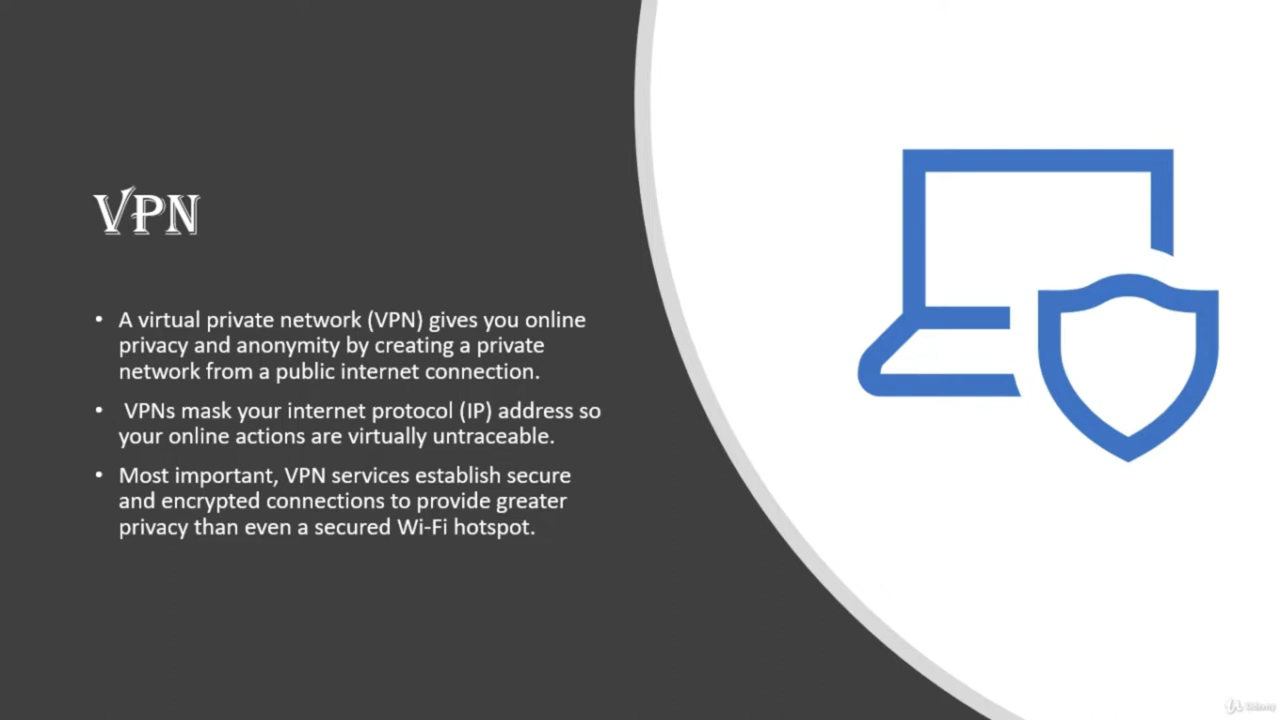 VPN
• A virtual private network (VPN) gives you online
privacy and anonymity by creating a private
network from a public internet connection.
• VPNs mask your internet protocol (IP) address so
your online actions are virtually untraceable.
• Most important, VPN services establish secure
and encrypted connections to provide greater
privacy than even a secured Wi-Fi hotspot.
Udemy